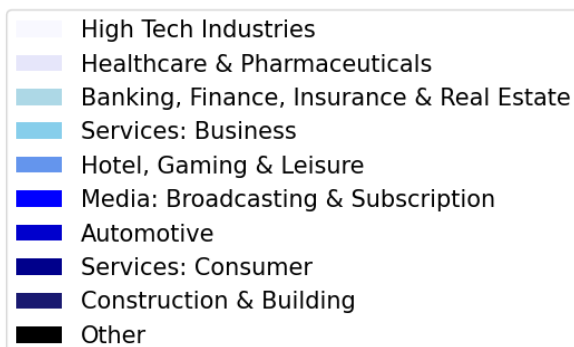 High Tech Industries
Healthcare & Pharmaceuticals
Banking, Finance, Insurance & Real Estate
Services: Business
Hotel, Gaming & Leisure
Media: Broadcasting & Subscription
Automotive
Services: Consumer
Construction & Building
Other